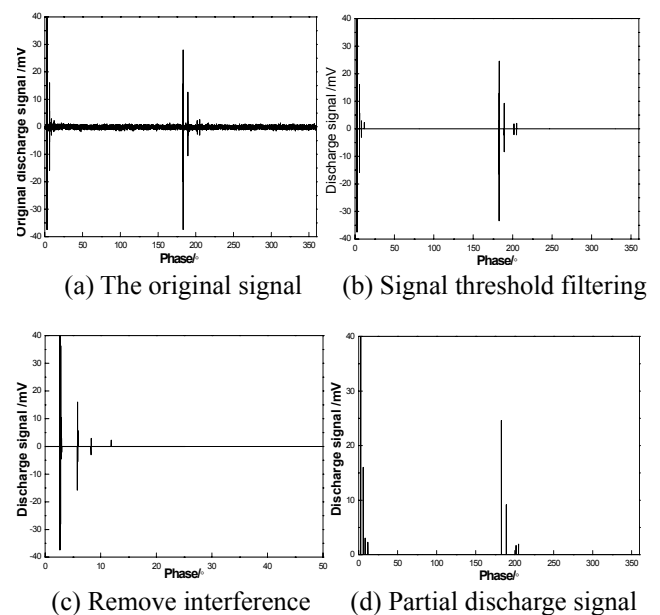 Original discharge signal /mV
40
30
20
10
0
-10
-20
-30
-40
0 50 100 150 200 250 300 350
Phase/°
(a) The original signal
Discharge signal /mV
40
30
20
10
0
-10
-20
-30
-40
0 50 100 150 200 250 300 350
Phase/°
(b) Signal threshold filtering
Discharge signal /mV
40
30
20
10
0
-10
-20
-30
-40
0 10 20 30 40 50
Phase/°
(c) Remove interference
Discharge signal /mV
40
30
20
10
0
0 50 100 150 200 250 300 350
Phase/°
(d) Partial discharge signal